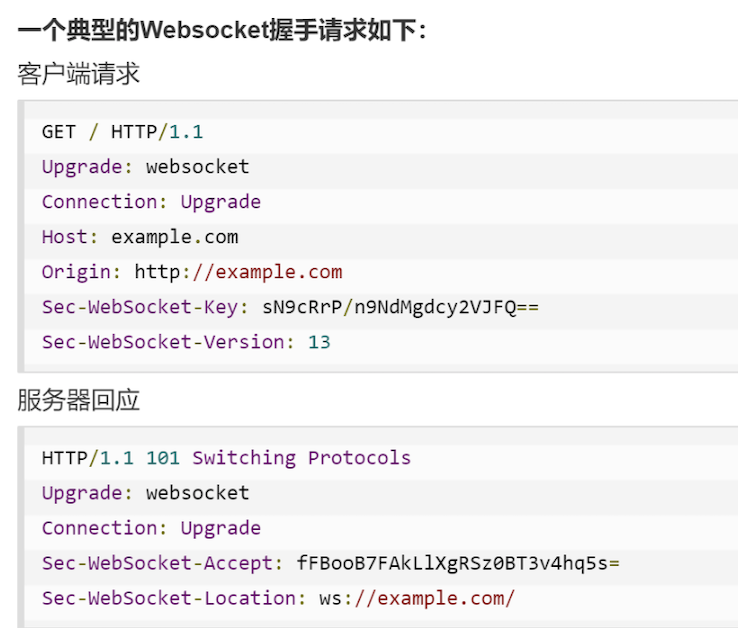 一个典型的Websocket握手请求如下：
客户端请求
GET / HTTP/1.1
Upgrade: websocket
Connection: Upgrade
Host: example.com
Origin: http://example.com
Sec-WebSocket-Key: sN9cRrP/n9NdMgdcy2VJFQ==
Sec-WebSocket-Version: 13
服务器回应
HTTP/1.1 101 Switching Protocols
Upgrade: websocket
Connection: Upgrade
Sec-WebSocket-Accept: fFBooB7FAkLlXgRSz0BT3v4hq5s=
Sec-WebSocket-Location: ws://example.com/